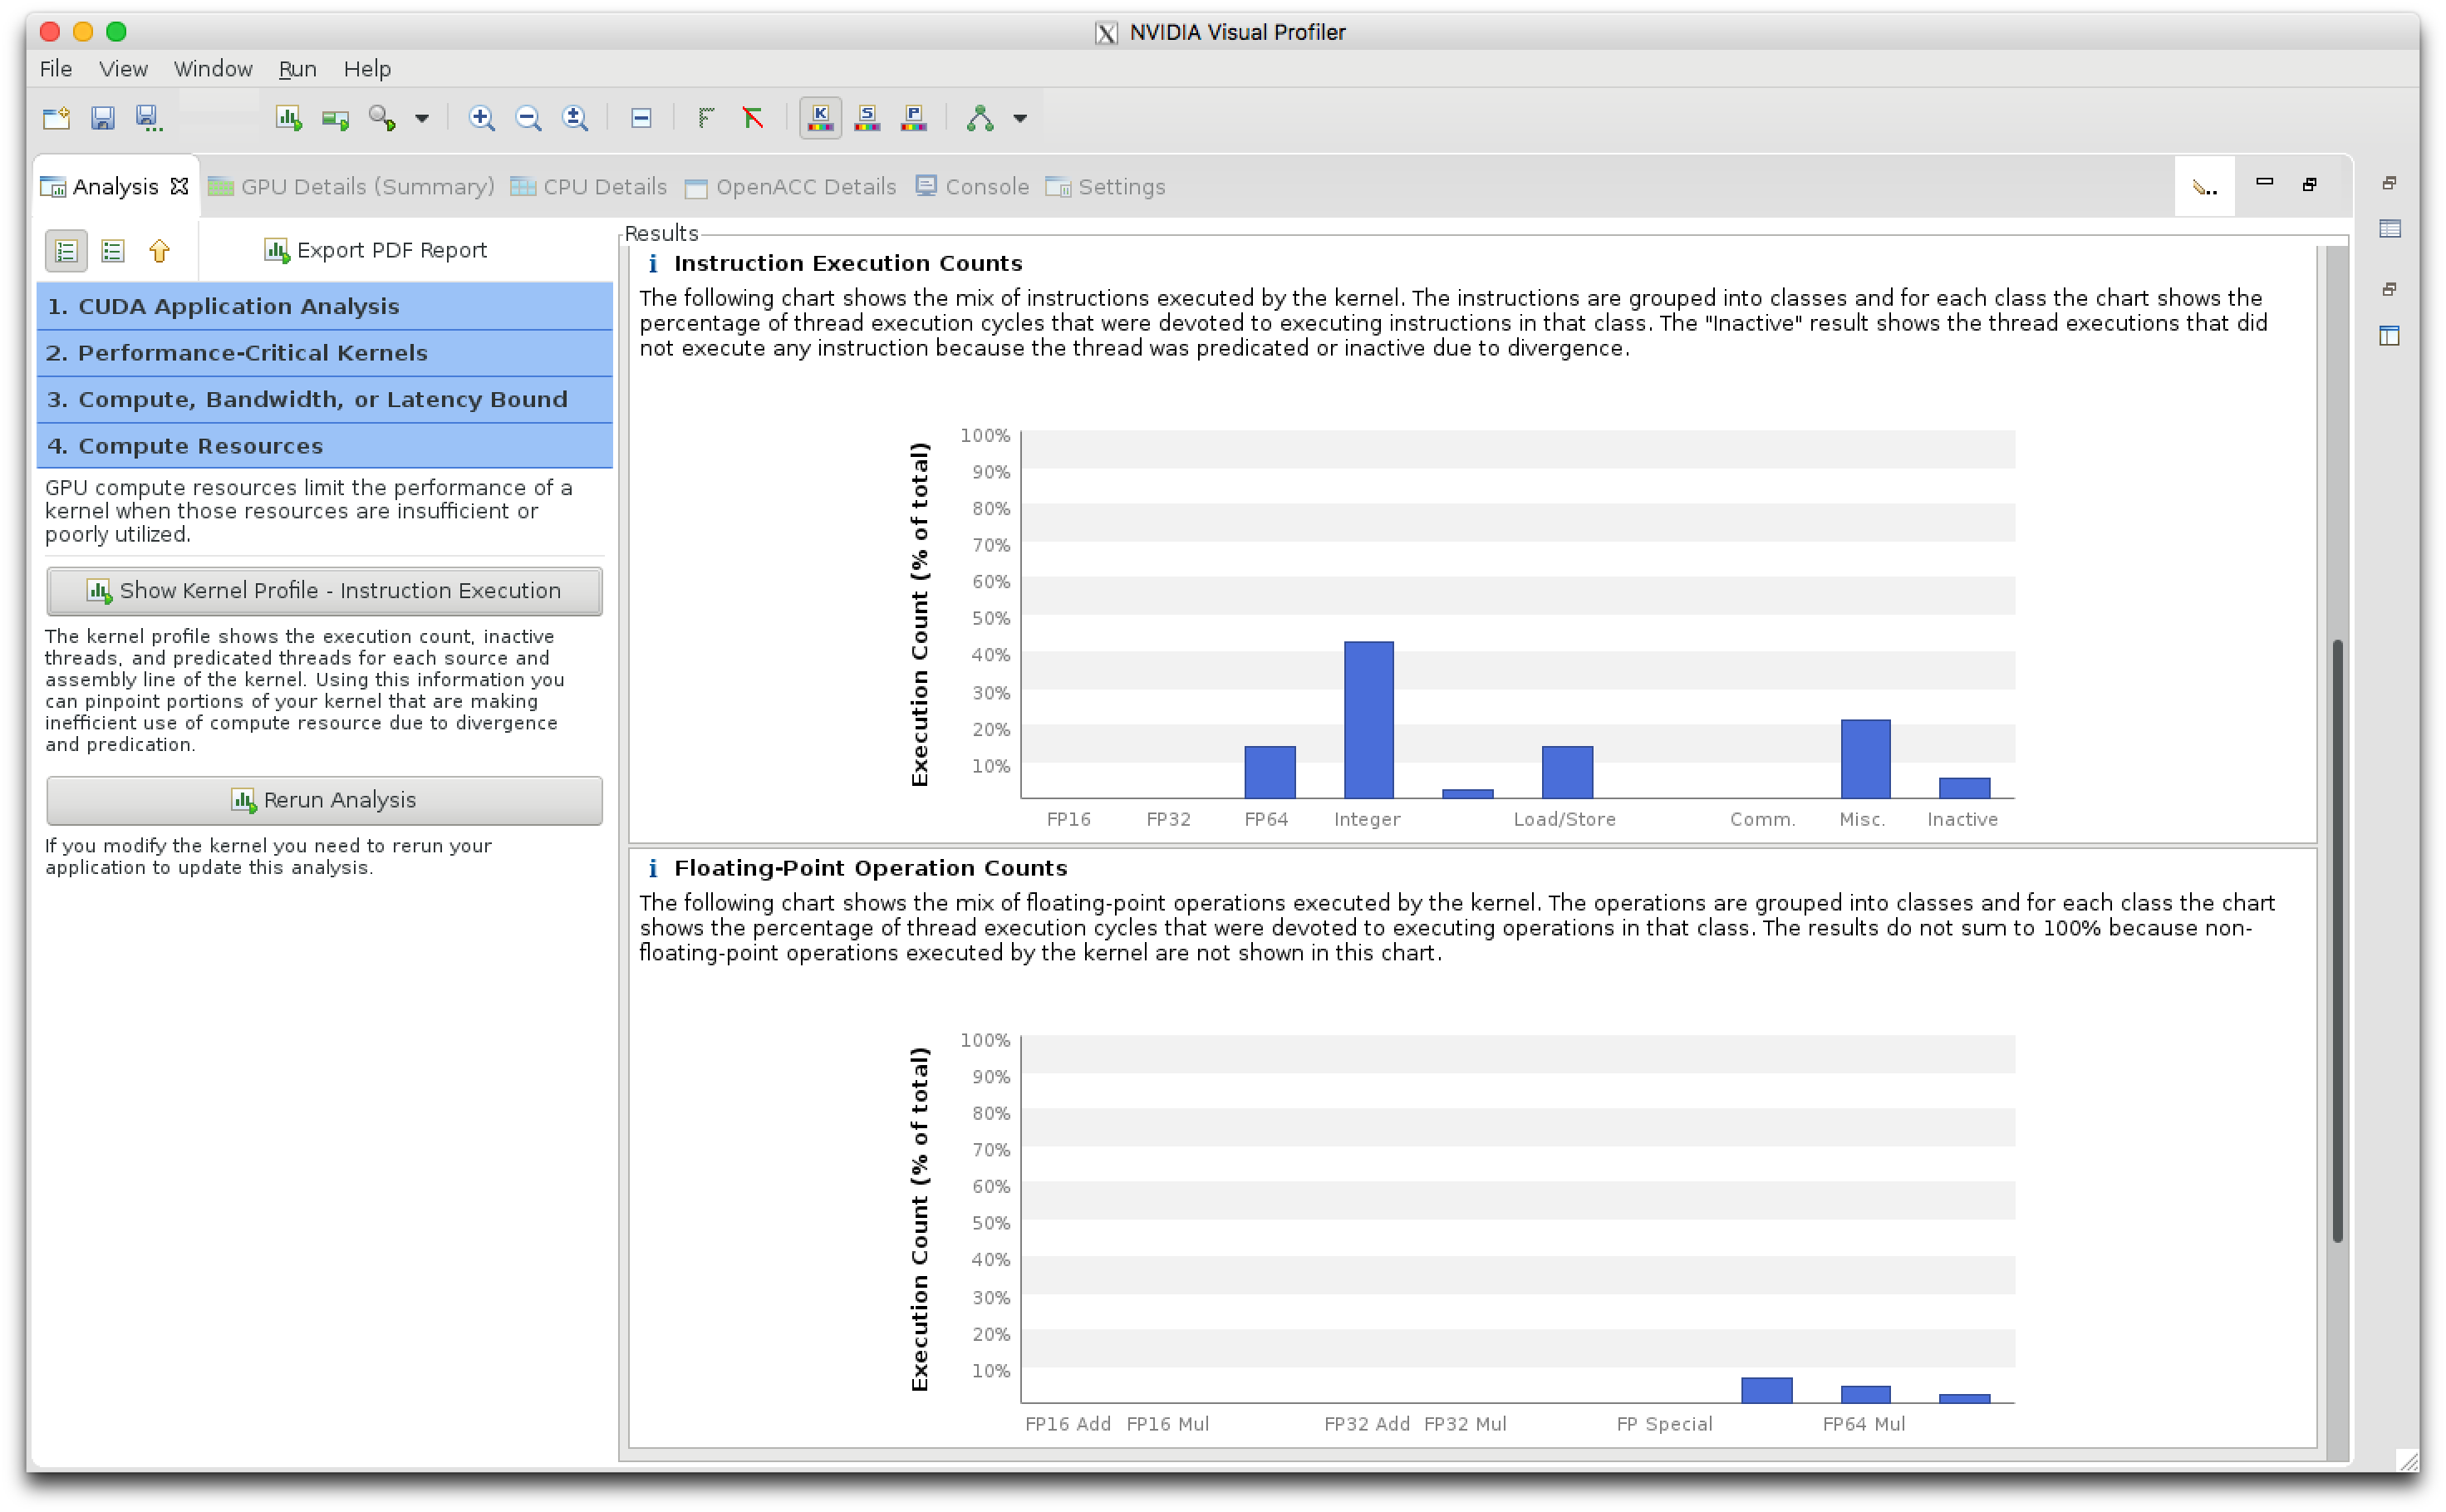 NVIDIA Visual Profiler
File View Window Run Help
K S P
Analysis GPU Details (Summary) CPU Details OpenACC Details Console Settings
Export PDF Report
1. CUDA Application Analysis
2. Performance-Critical Kernels
3. Compute, Bandwidth, or Latency Bound
4. Compute Resources
GPU compute resources limit the performance of a
kernel when those resources are insufficient or
poorly utilized.
Show Kernel Profile - Instruction Execution
The kernel profile shows the execution count, inactive
threads, and predicated threads for each source and
assembly line of the kernel. Using this information you
can pinpoint portions of your kernel that are making
inefficient use of compute resource due to divergence
and predication.
Rerun Analysis
If you modify the kernel you need to rerun your
application to update this analysis.
Results
i Instruction Execution Counts
The following chart shows the mix of instructions executed by the kernel. The instructions are grouped into classes and for each class the chart shows the
percentage of thread execution cycles that were devoted to executing instructions in that class. The "Inactive" result shows the thread executions that did
not execute any instruction because the thread was predicated or inactive due to divergence.
Execution Count (% of total)
100%
90%
80%
70%
60%
50%
40%
30%
20%
10%
FP16 FP32 FP64 Integer Load/Store Comm. Misc. Inactive
i Floating-Point Operation Counts
The following chart shows the mix of floating-point operations executed by the kernel. The operations are grouped into classes and for each class the chart
shows the percentage of thread execution cycles that were devoted to executing operations in that class. The results do not sum to 100% because non-
floating-point operations executed by the kernel are not shown in this chart.
Execution Count (% of total)
100%
90%
80%
70%
60%
50%
40%
30%
20%
10%
FP16 Add FP16 Mul FP32 Add FP32 Mul FP Special FP64 Mul